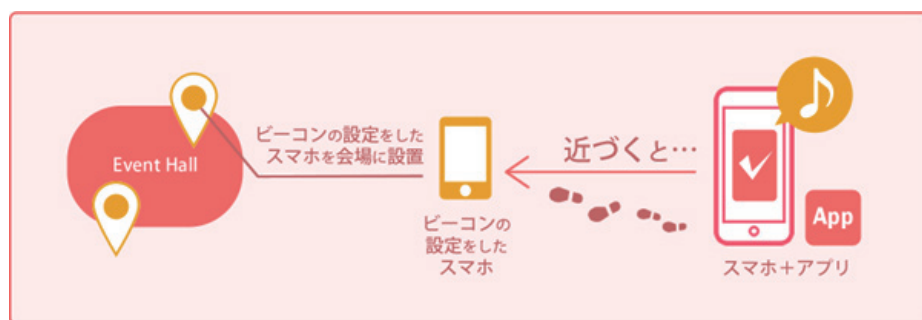 Event Hall
ビーコンの設定をした
スマホを会場に設置
ビーコンの
設定をした
スマホ
近づくと…
App
スマホ＋アプリ